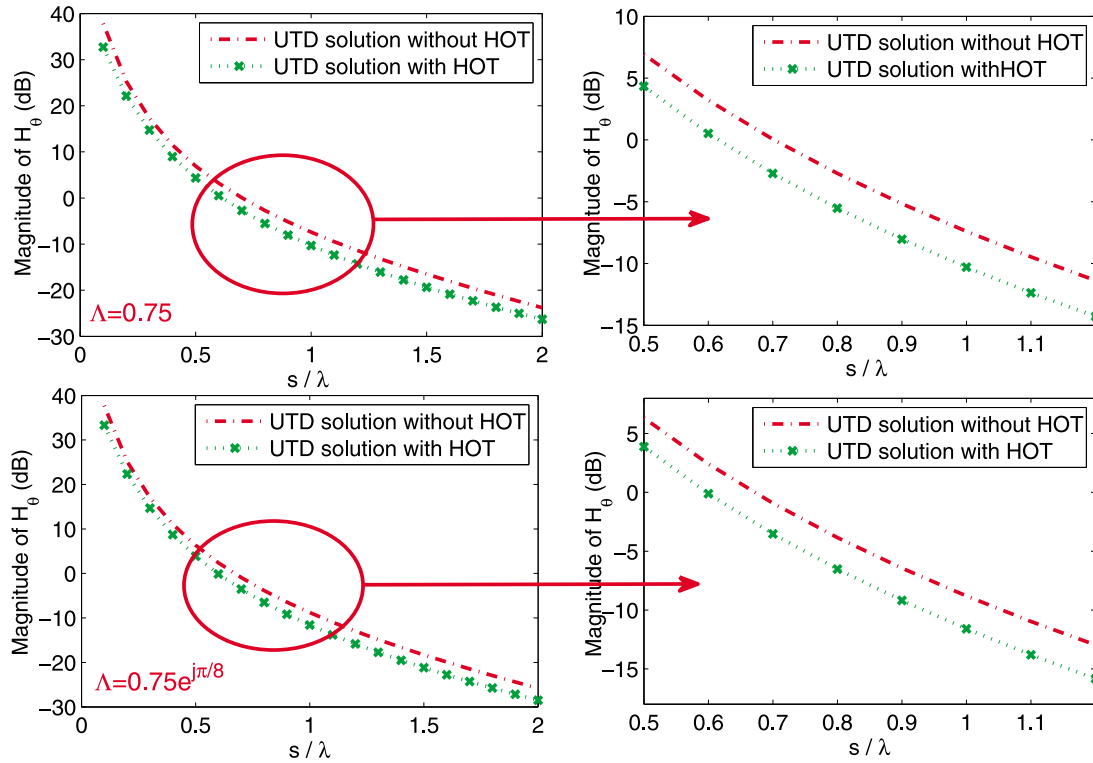 40
30
20
10
0
−10
−20
−30
Magnitude of Hθ (dB)
UTD solution without HOT
UTD solution with HOT
Λ=0.75
0 0.5 1 1.5 2
s / λ
10
5
0
−5
−10
−15
Magnitude of Hθ (dB)
UTD solution without HOT
UTD solution withHOT
0.5 0.6 0.7 0.8 0.9 1 1.1
s / λ
40
30
20
10
0
−10
−20
−30
Magnitude of Hθ (dB)
UTD solution without HOT
UTD solution with HOT
Λ=0.75e^jπ/8
0 0.5 1 1.5 2
s / λ
5
0
−5
−10
−15
Magnitude of Hθ (dB)
UTD solution without HOT
UTD solution with HOT
0.5 0.6 0.7 0.8 0.9 1 1.1
s / λ